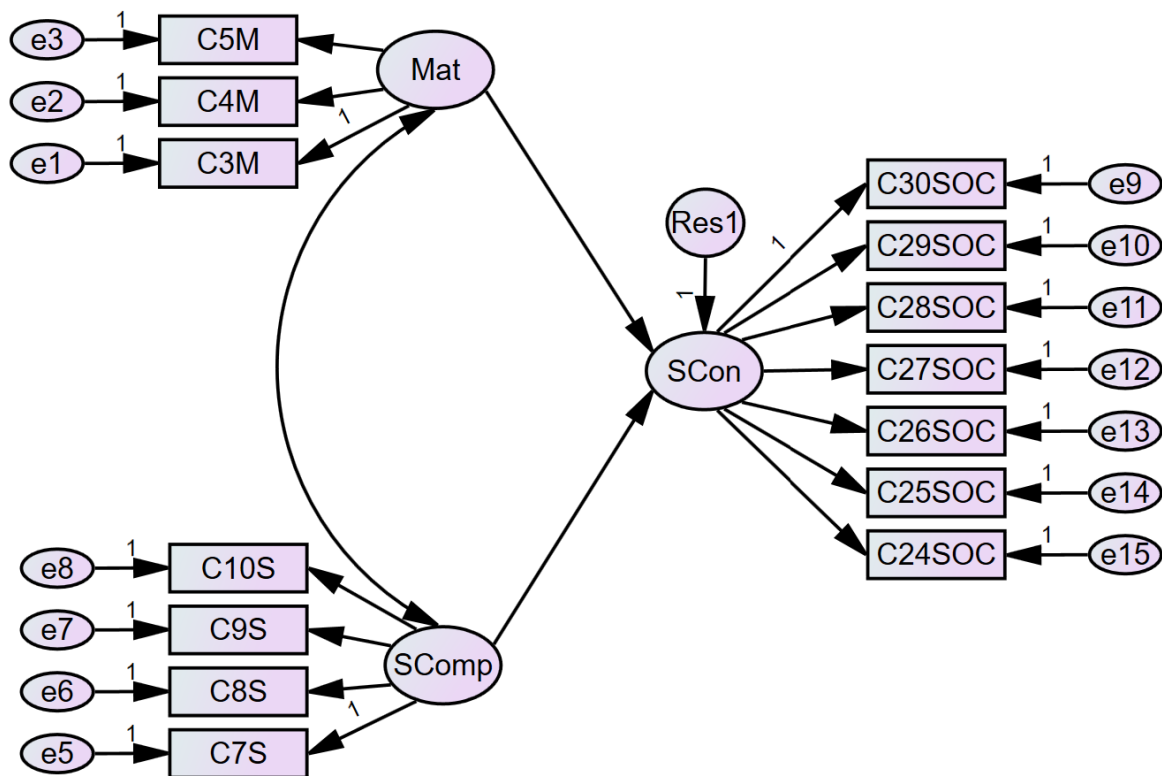 e3 1 C5M
e2 1 C4M
e1 1 C3M
1
Mat
Res1
1
SCon
1
C30SOC 1 e9
C29SOC 1 e10
C28SOC 1 e11
C27SOC 1 e12
C26SOC 1 e13
C25SOC 1 e14
C24SOC 1 e15
e8 1 C10S
e7 1 C9S
e6 1 C8S
e5 1 C7S
1
SComp